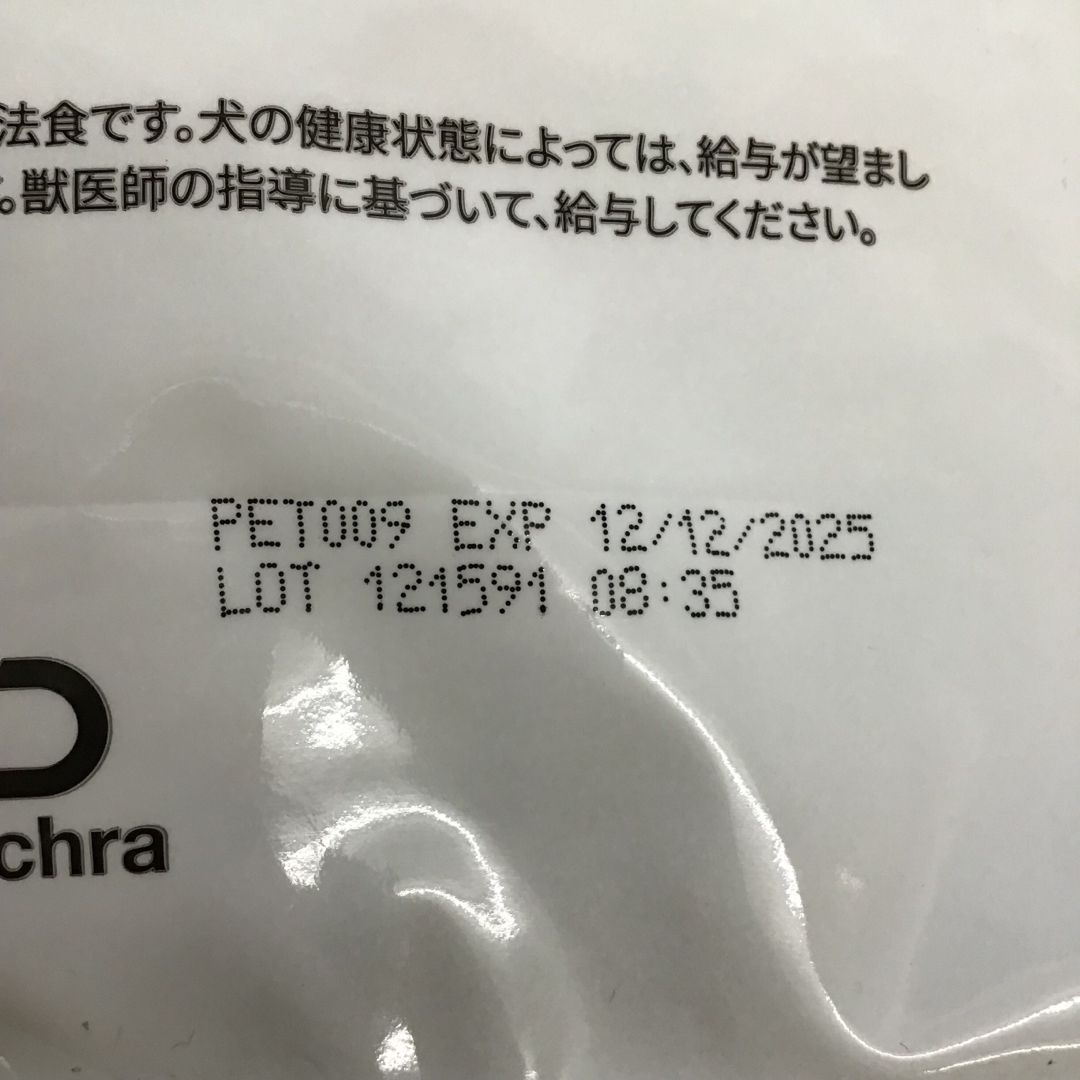 法食です。犬の健康状態によっては、給与が望まし
。獣医師の指導に基づいて、給与してください。
PET009 EXP 12/12/2025
LOT 121591 08:35
chra